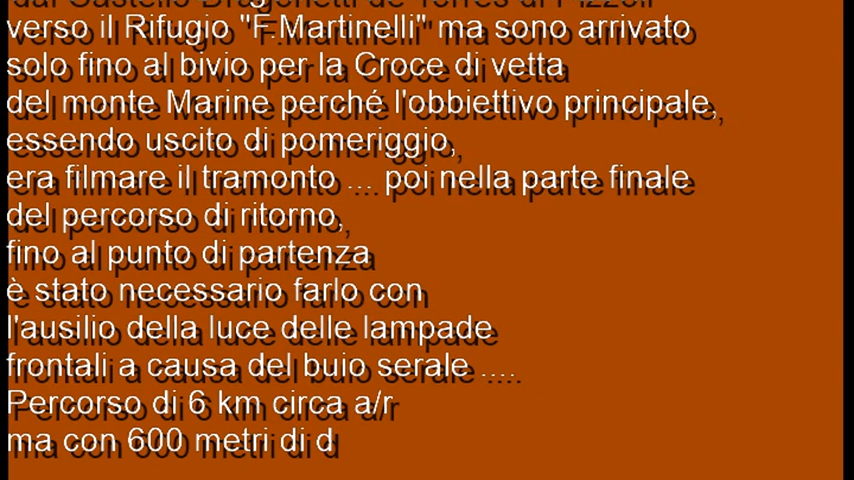 verso il Rifugio "F.Martinelli" ma sono arrivato
solo fino al bivio per la Croce di vetta
del monte Marine perché l'obbiettivo principale,
essendo uscito di pomeriggio,
era filmare il tramonto ... poi nella parte finale
del percorso di ritorno,
fino al punto di partenza
è stato necessario farlo con
l'ausilio della luce delle lampade
frontali a causa del buio serale ....
Percorso di 6 km circa a/r
ma con 600 metri di d